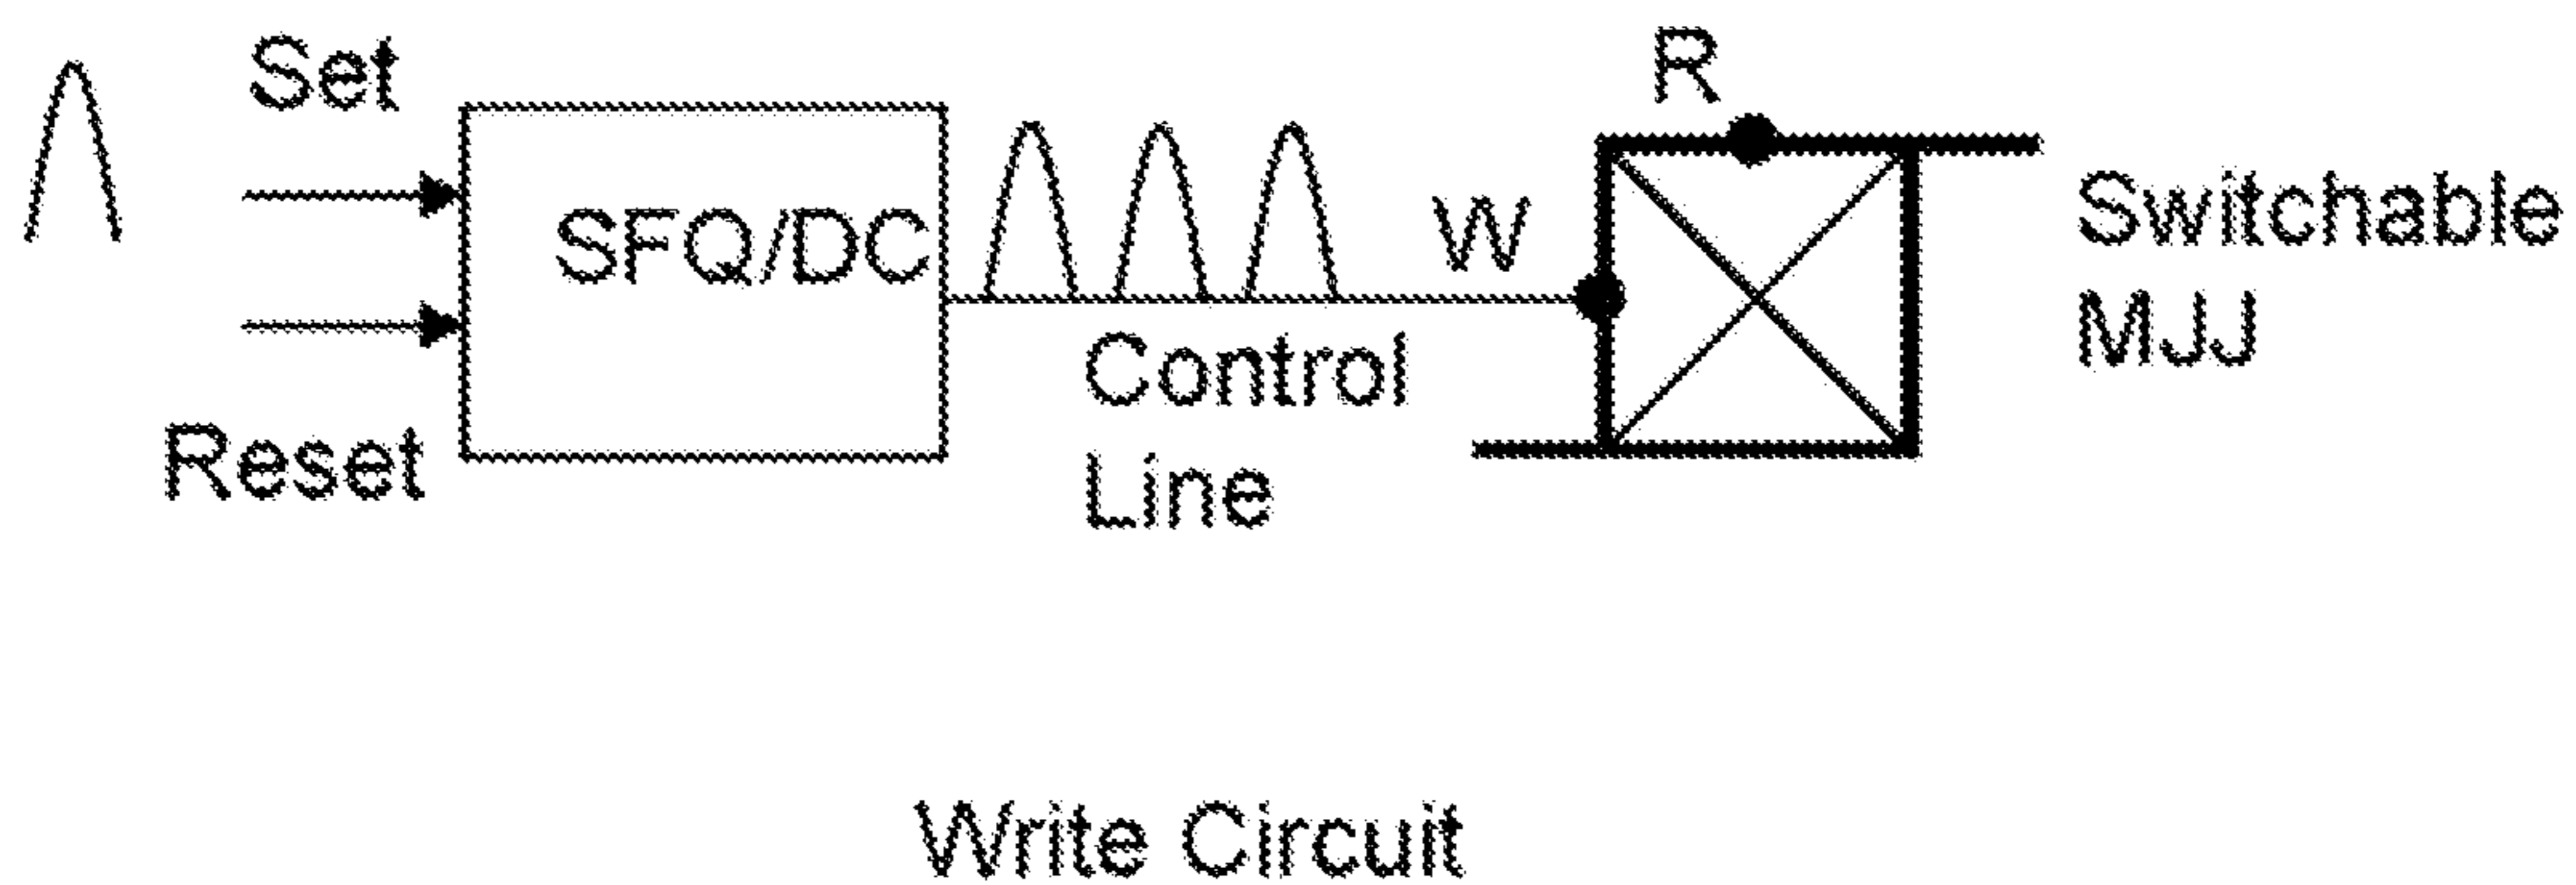 Set
R
SFQ/DC
W
Switchable
MJJ
Control
Line
Reset
Write Circuit